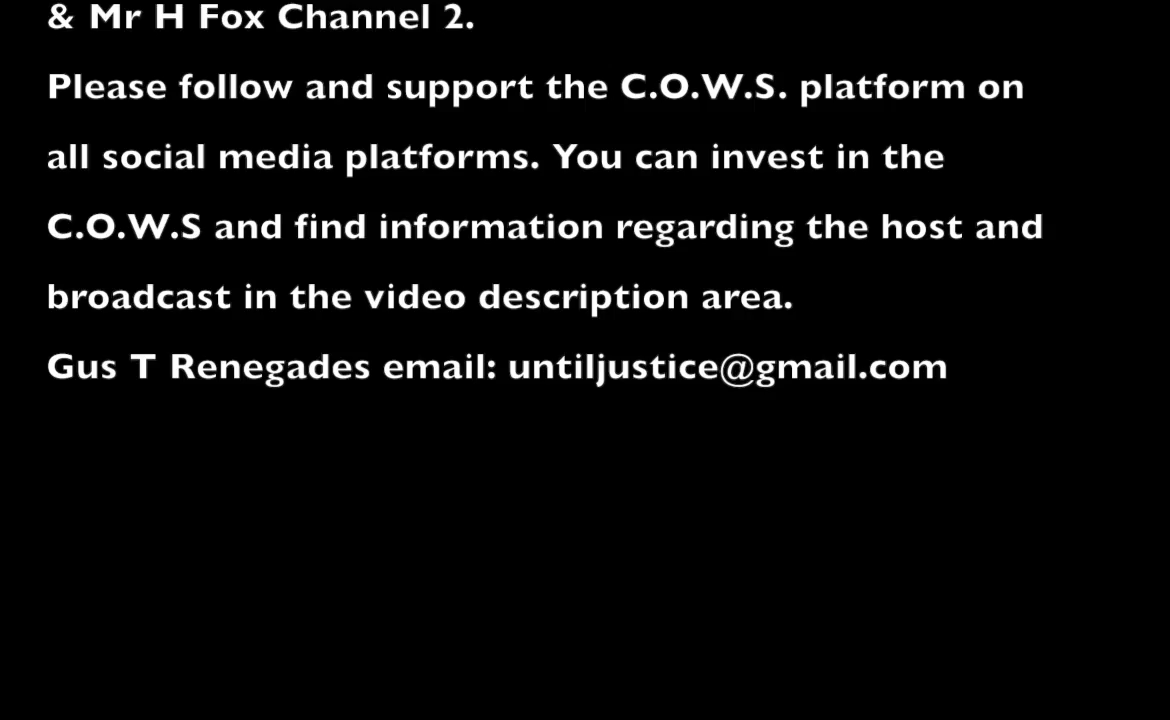 & Mr H Fox Channel 2.
Please follow and support the C.O.W.S. platform on
all social media platforms. You can invest in the
C.O.W.S and find information regarding the host and
broadcast in the video description area.
Gus T Renegades email: untiljustice@gmail.com